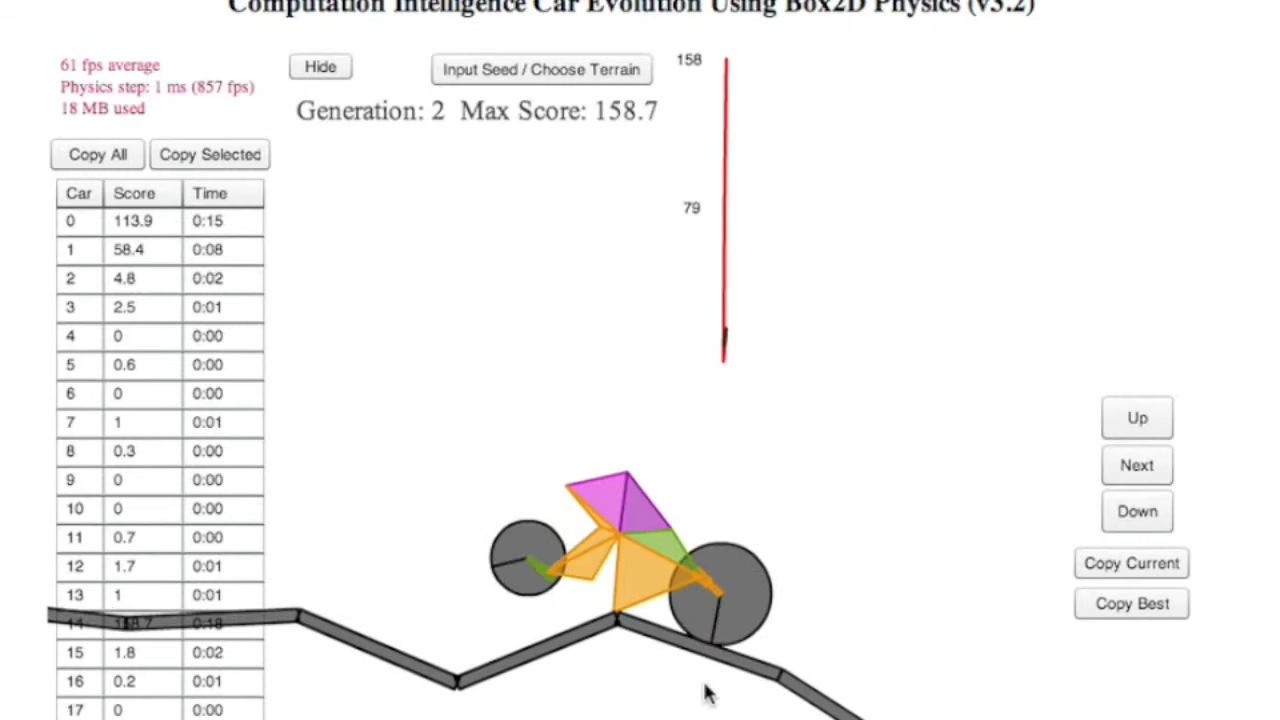 Computation Intelligence Car Evolution Using Box2D Physics (v3.2)
61 fps average
Physics step: 1 ms (857 fps)
18 MB used
Hide
Input Seed / Choose Terrain
Generation: 2 Max Score: 158.7
158
79
Copy All
Copy Selected
Car Score Time
0 113.9 0:15
1 58.4 0:08
2 4.8 0:02
3 2.5 0:01
4 0 0:00
5 0.6 0:00
6 0 0:00
7 1 0:01
8 0.3 0:00
9 0 0:00
10 0 0:00
11 0.7 0:00
12 1.7 0:01
13 1 0:01
14 158.7 0:18
15 1.8 0:02
16 0.2 0:01
17 0 0:00
Up
Next
Down
Copy Current
Copy Best